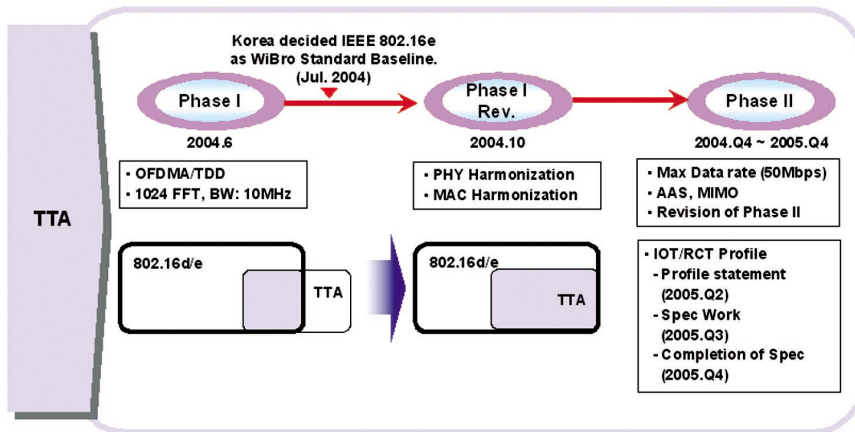 Korea decided IEEE 802.16e
as WiBro Standard Baseline.
(Jul. 2004)
Phase I
Phase I
Rev.
Phase II
2004.6
2004.10
2004.Q4 ~ 2005.Q4
▪ OFDMA/TDD
▪ 1024 FFT, BW: 10MHz
▪ PHY Harmonization
▪ MAC Harmonization
▪ Max Data rate (50Mbps)
▪ AAS, MIMO
▪ Revision of Phase II
TTA
802.16d/e
TTA
802.16d/e
TTA
▪ IOT/RCT Profile
- Profile statement
(2005.Q2)
- Spec Work
(2005.Q3)
- Completion of Spec
(2005.Q4)